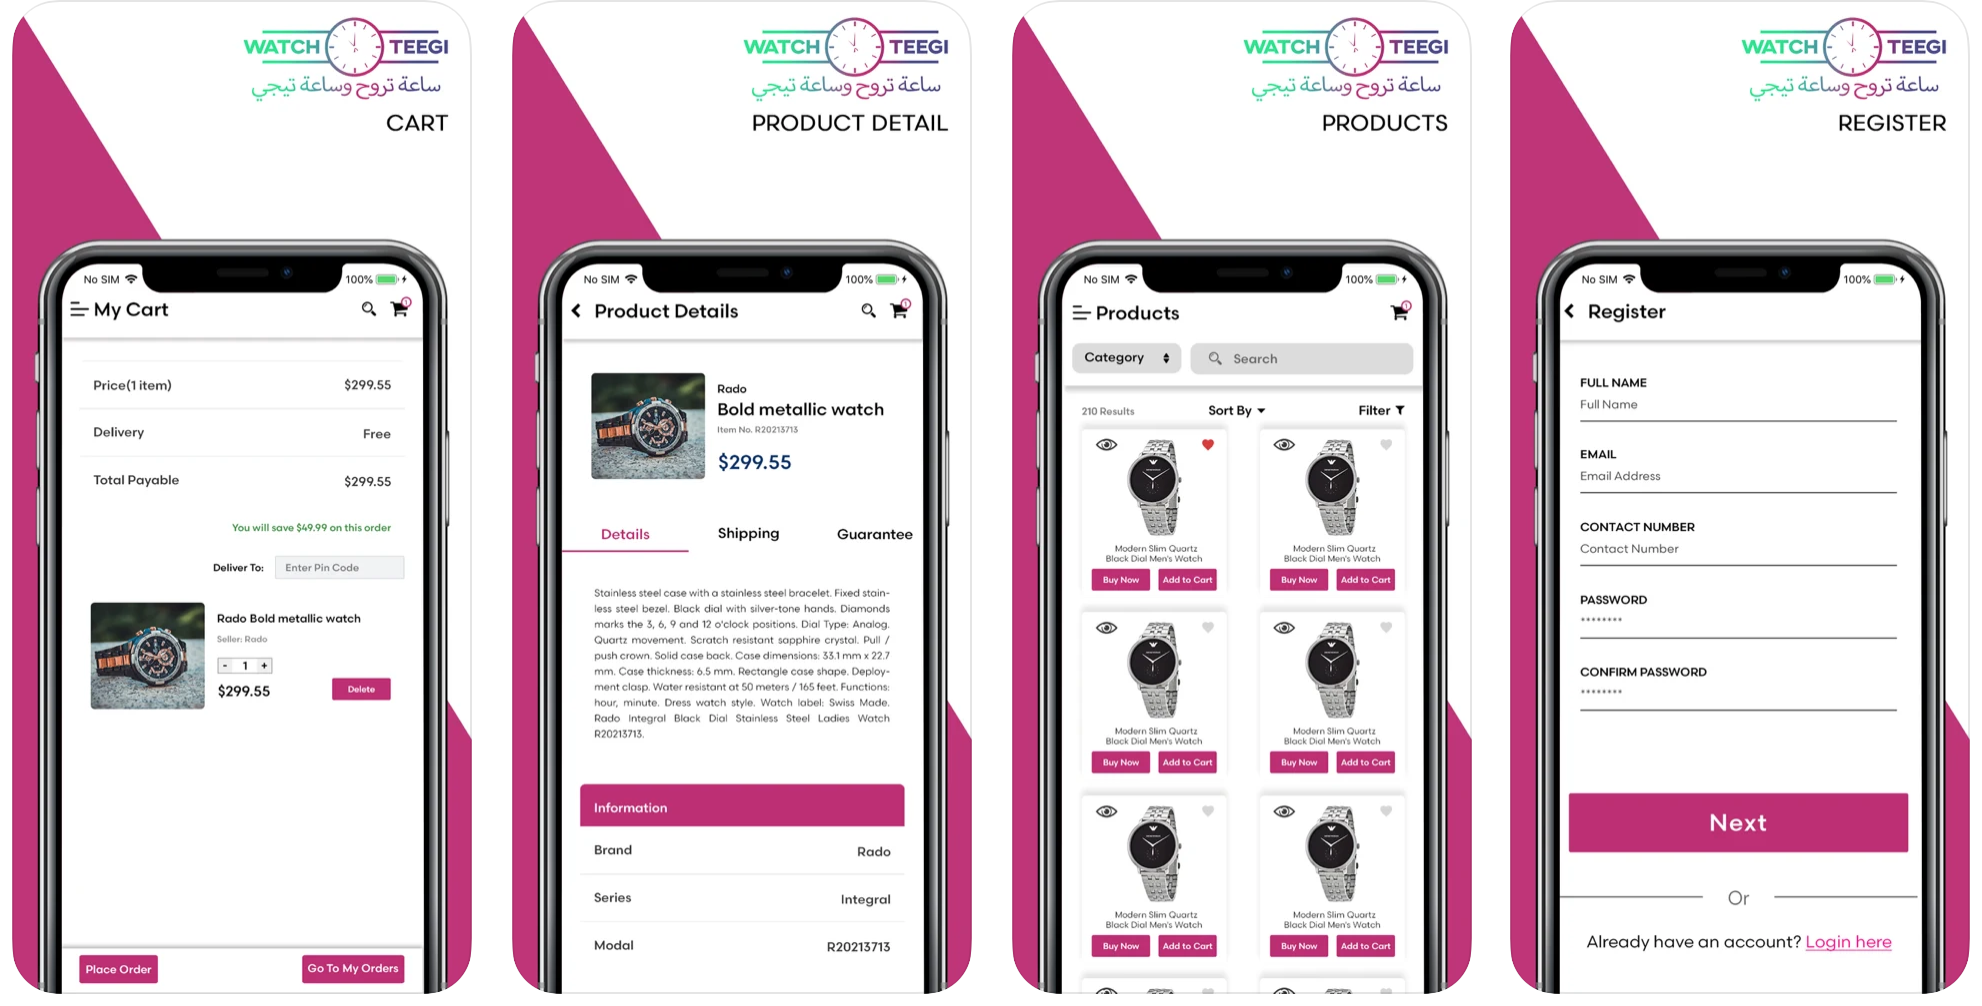 WATCH TEEGI
ساعة تروح وساعة تيجي
CART
No SIM 100%
My Cart 1
Price(1 item) $299.55
Delivery Free
Total Payable $299.55
You will save $49.99 on this order
Deliver To: Enter Pin Code
Rado Bold metallic watch
Seller: Rado
- 1 +
$299.55 Delete
Place Order Go To My Orders
WATCH TEEGI
ساعة تروح وساعة تيجي
PRODUCT DETAIL
No SIM 100%
Product Details 1
Rado
Bold metallic watch
Item No. R20213713
$299.55
Details Shipping Guarantee
Stainless steel case with a stainless steel bracelet. Fixed stain-
less steel bezel. Black dial with silver-tone hands. Diamonds
marks the 3, 6, 9 and 12 o'clock positions. Dial Type: Analog.
Quartz movement. Scratch resistant sapphire crystal. Pull /
push crown. Solid case back. Case dimensions: 33.1 mm x 22.7
mm. Case thickness: 6.5 mm. Rectangle case shape. Deploy-
ment clasp. Water resistant at 50 meters / 165 feet. Functions:
hour, minute. Dress watch style. Watch label: Swiss Made.
Rado Integral Black Dial Stainless Steel Ladies Watch
R20213713.
Information
Brand Rado
Series Integral
Modal R20213713
WATCH TEEGI
ساعة تروح وساعة تيجي
PRODUCTS
No SIM 100%
Products 1
Category Search
210 Results Sort By Filter
Modern Slim Quartz Modern Slim Quartz
Black Dial Men's Watch Black Dial Men's Watch
Buy Now Add to Cart Buy Now Add to Cart
Modern Slim Quartz Modern Slim Quartz
Black Dial Men's Watch Black Dial Men's Watch
Buy Now Add to Cart Buy Now Add to Cart
Modern Slim Quartz Modern Slim Quartz
Black Dial Men's Watch Black Dial Men's Watch
Buy Now Add to Cart Buy Now Add to Cart
WATCH TEEGI
ساعة تروح وساعة تيجي
REGISTER
No SIM 100%
Register
FULL NAME
Full Name
EMAIL
Email Address
CONTACT NUMBER
Contact Number
PASSWORD
********
CONFIRM PASSWORD
********
Next
Or
Already have an account? Login here